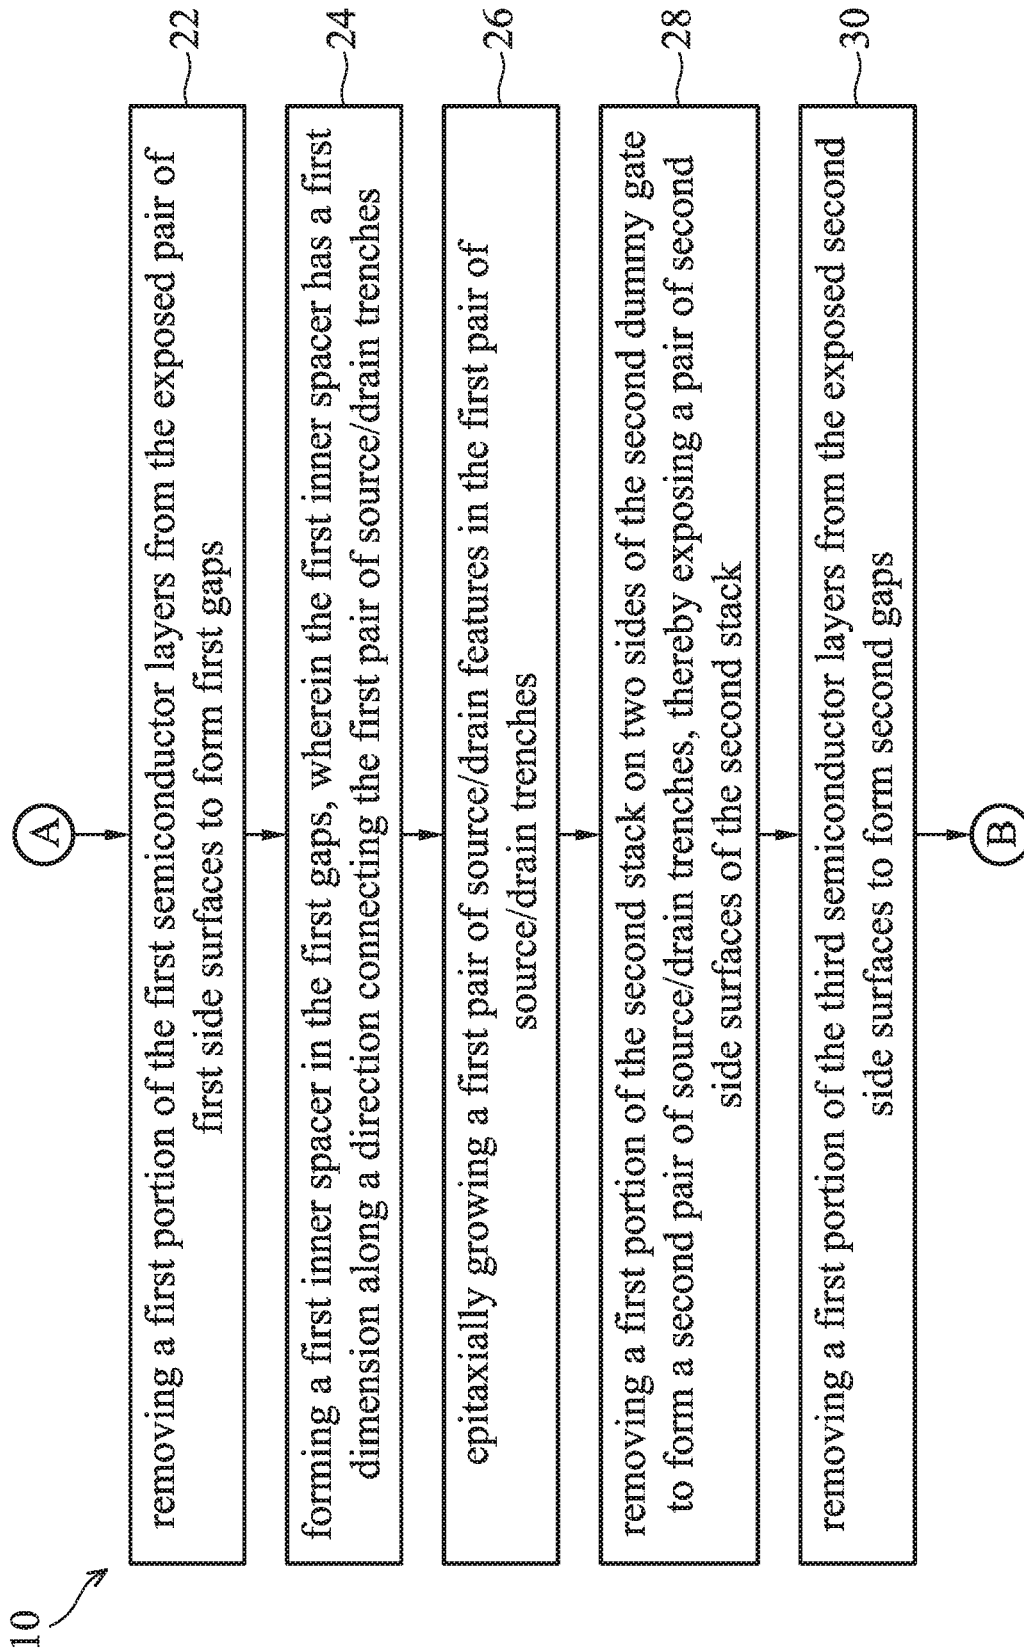 10
A
removing a first portion of the first semiconductor layers from the exposed pair of
first side surfaces to form first gaps
22
forming a first inner spacer in the first gaps, wherein the first inner spacer has a first
dimension along a direction connecting the first pair of source/drain trenches
24
epitaxially growing a first pair of source/drain features in the first pair of
source/drain trenches
26
removing a first portion of the second stack on two sides of the second dummy gate
to form a second pair of source/drain trenches, thereby exposing a pair of second
side surfaces of the second stack
28
removing a first portion of the third semiconductor layers from the exposed second
side surfaces to form second gaps
30
B